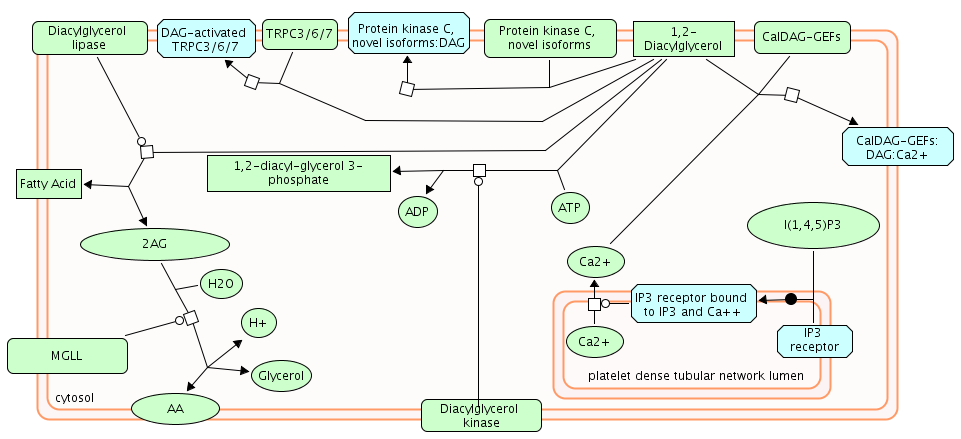 Diacylglycerol
lipase
DAG-activated
TRPC3/6/7
TRPC3/6/7
Protein kinase C,
novel isoforms:DAG
Protein kinase C,
novel isoforms
1,2-
Diacylglycerol
CalDAG-GEFs
CalDAG-GEFs:
DAG:Ca2+
1,2-diacyl-glycerol 3-
phosphate
Fatty Acid
ADP
ATP
I(1,4,5)P3
2AG
Ca2+
H2O
IP3 receptor bound
to IP3 and Ca++
H+
Ca2+
IP3
receptor
MGLL
Glycerol
platelet dense tubular network lumen
cytosol
AA
Diacylglycerol
kinase